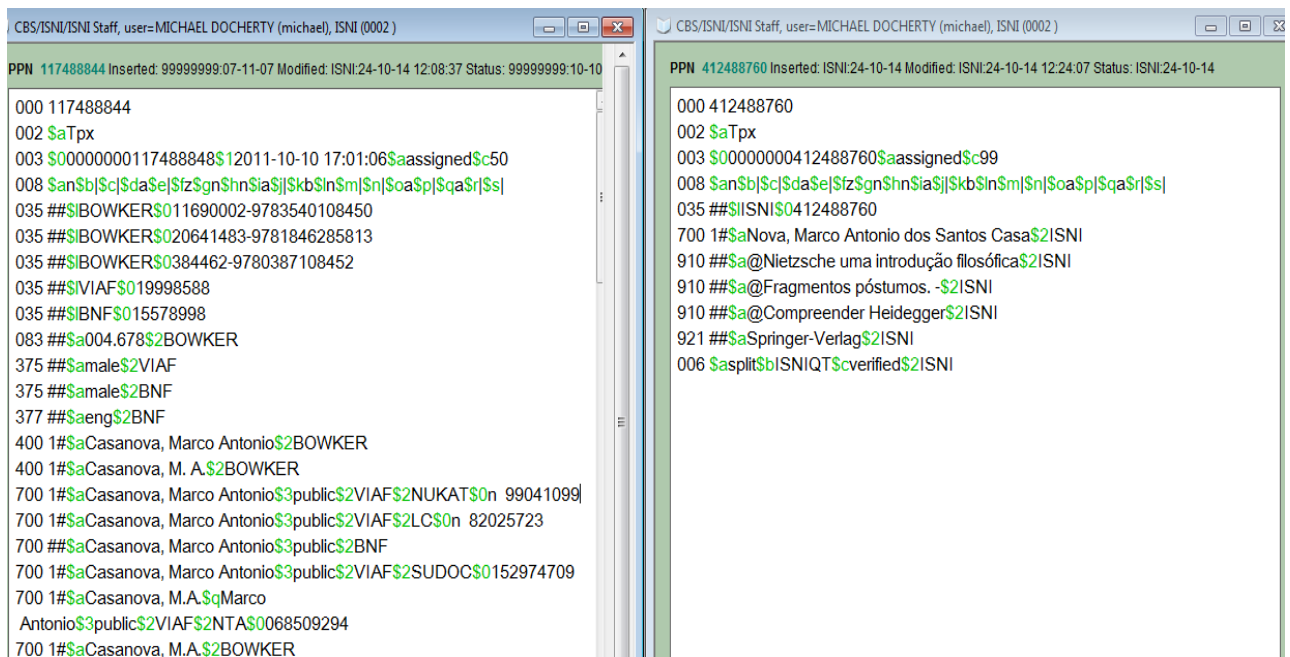 CBS/ISNI/ISNI Staff, user=MICHAEL DOCHERTY (michael), ISNI (0002 )
PPN 117488844 Inserted: 99999999:07-11-07 Modified: ISNI:24-10-14 12:08:37 Status: 99999999:10-10
000 117488844
002 $aTpx
003 $00000000117488848$12011-10-10 17:01:06$aassigned$c50
008 $an$b|$c|$da$e|$fz$gn$hn$ia$j|$kb$ln$m|$n|$oa$p|$qa$r|$s|
035 ##$lBOWKER$011690002-9783540108450
035 ##$lBOWKER$020641483-9781846285813
035 ##$lBOWKER$0384462-9780387108452
035 ##$lVIAF$019998588
035 ##$lBNF$015578998
083 ##$a004.678$2BOWKER
375 ##$amale$2VIAF
375 ##$amale$2BNF
377 ##$aeng$2BNF
400 1#$aCasanova, Marco Antonio$2BOWKER
400 1#$aCasanova, M. A.$2BOWKER
700 1#$aCasanova, Marco Antonio$3public$2VIAF$2NUKAT$0n  99041099
700 1#$aCasanova, Marco Antonio$3public$2VIAF$2LC$0n  82025723
700 ##$aCasanova, Marco Antonio$3public$2BNF
700 1#$aCasanova, Marco Antonio$3public$2VIAF$2SUDOC$0152974709
700 1#$aCasanova, M.A.$qMarco
Antonio$3public$2VIAF$2NTA$0068509294
700 1#$aCasanova, M.A.$2BOWKER
CBS/ISNI/ISNI Staff, user=MICHAEL DOCHERTY (michael), ISNI (0002 )
PPN 412488760 Inserted: ISNI:24-10-14 Modified: ISNI:24-10-14 12:24:07 Status: ISNI:24-10-14
000 412488760
002 $aTpx
003 $00000000412488760$aassigned$c99
008 $an$b|$c|$da$e|$fz$gn$hn$ia$j|$kb$ln$m|$n|$oa$p|$qa$r|$s|
035 ##$lISNI$0412488760
700 1#$aNova, Marco Antonio dos Santos Casa$2ISNI
910 ##$a@Nietzsche uma introdução filosófica$2ISNI
910 ##$a@Fragmentos póstumos. -$2ISNI
910 ##$a@Compreender Heidegger$2ISNI
921 ##$aSpringer-Verlag$2ISNI
006 $asplit$bISNIQT$cverified$2ISNI